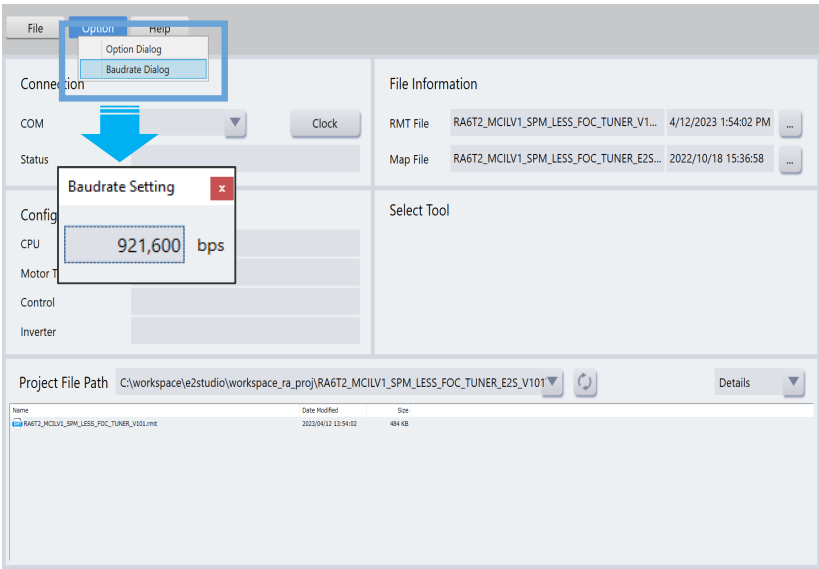 File Option Help
Option Dialog
Baudrate Dialog
Connection
COM Clock
Status
Baudrate Setting x
921,600 bps
Config
CPU
Motor T
Control
Inverter
File Information
RMT File RA6T2_MCILV1_SPM_LESS_FOC_TUNER_V1... 4/12/2023 1:54:02 PM ...
Map File RA6T2_MCILV1_SPM_LESS_FOC_TUNER_E2S... 2022/10/18 15:36:58 ...
Select Tool
Project File Path C:\workspace\e2studio\workspace_ra_proj\RA6T2_MCILV1_SPM_LESS_FOC_TUNER_E2S_V101 Details
Name Date Modified Size
RA6T2_MCILV1_SPM_LESS_FOC_TUNER_V101.rmt 2023/04/12 13:54:02 484 KB